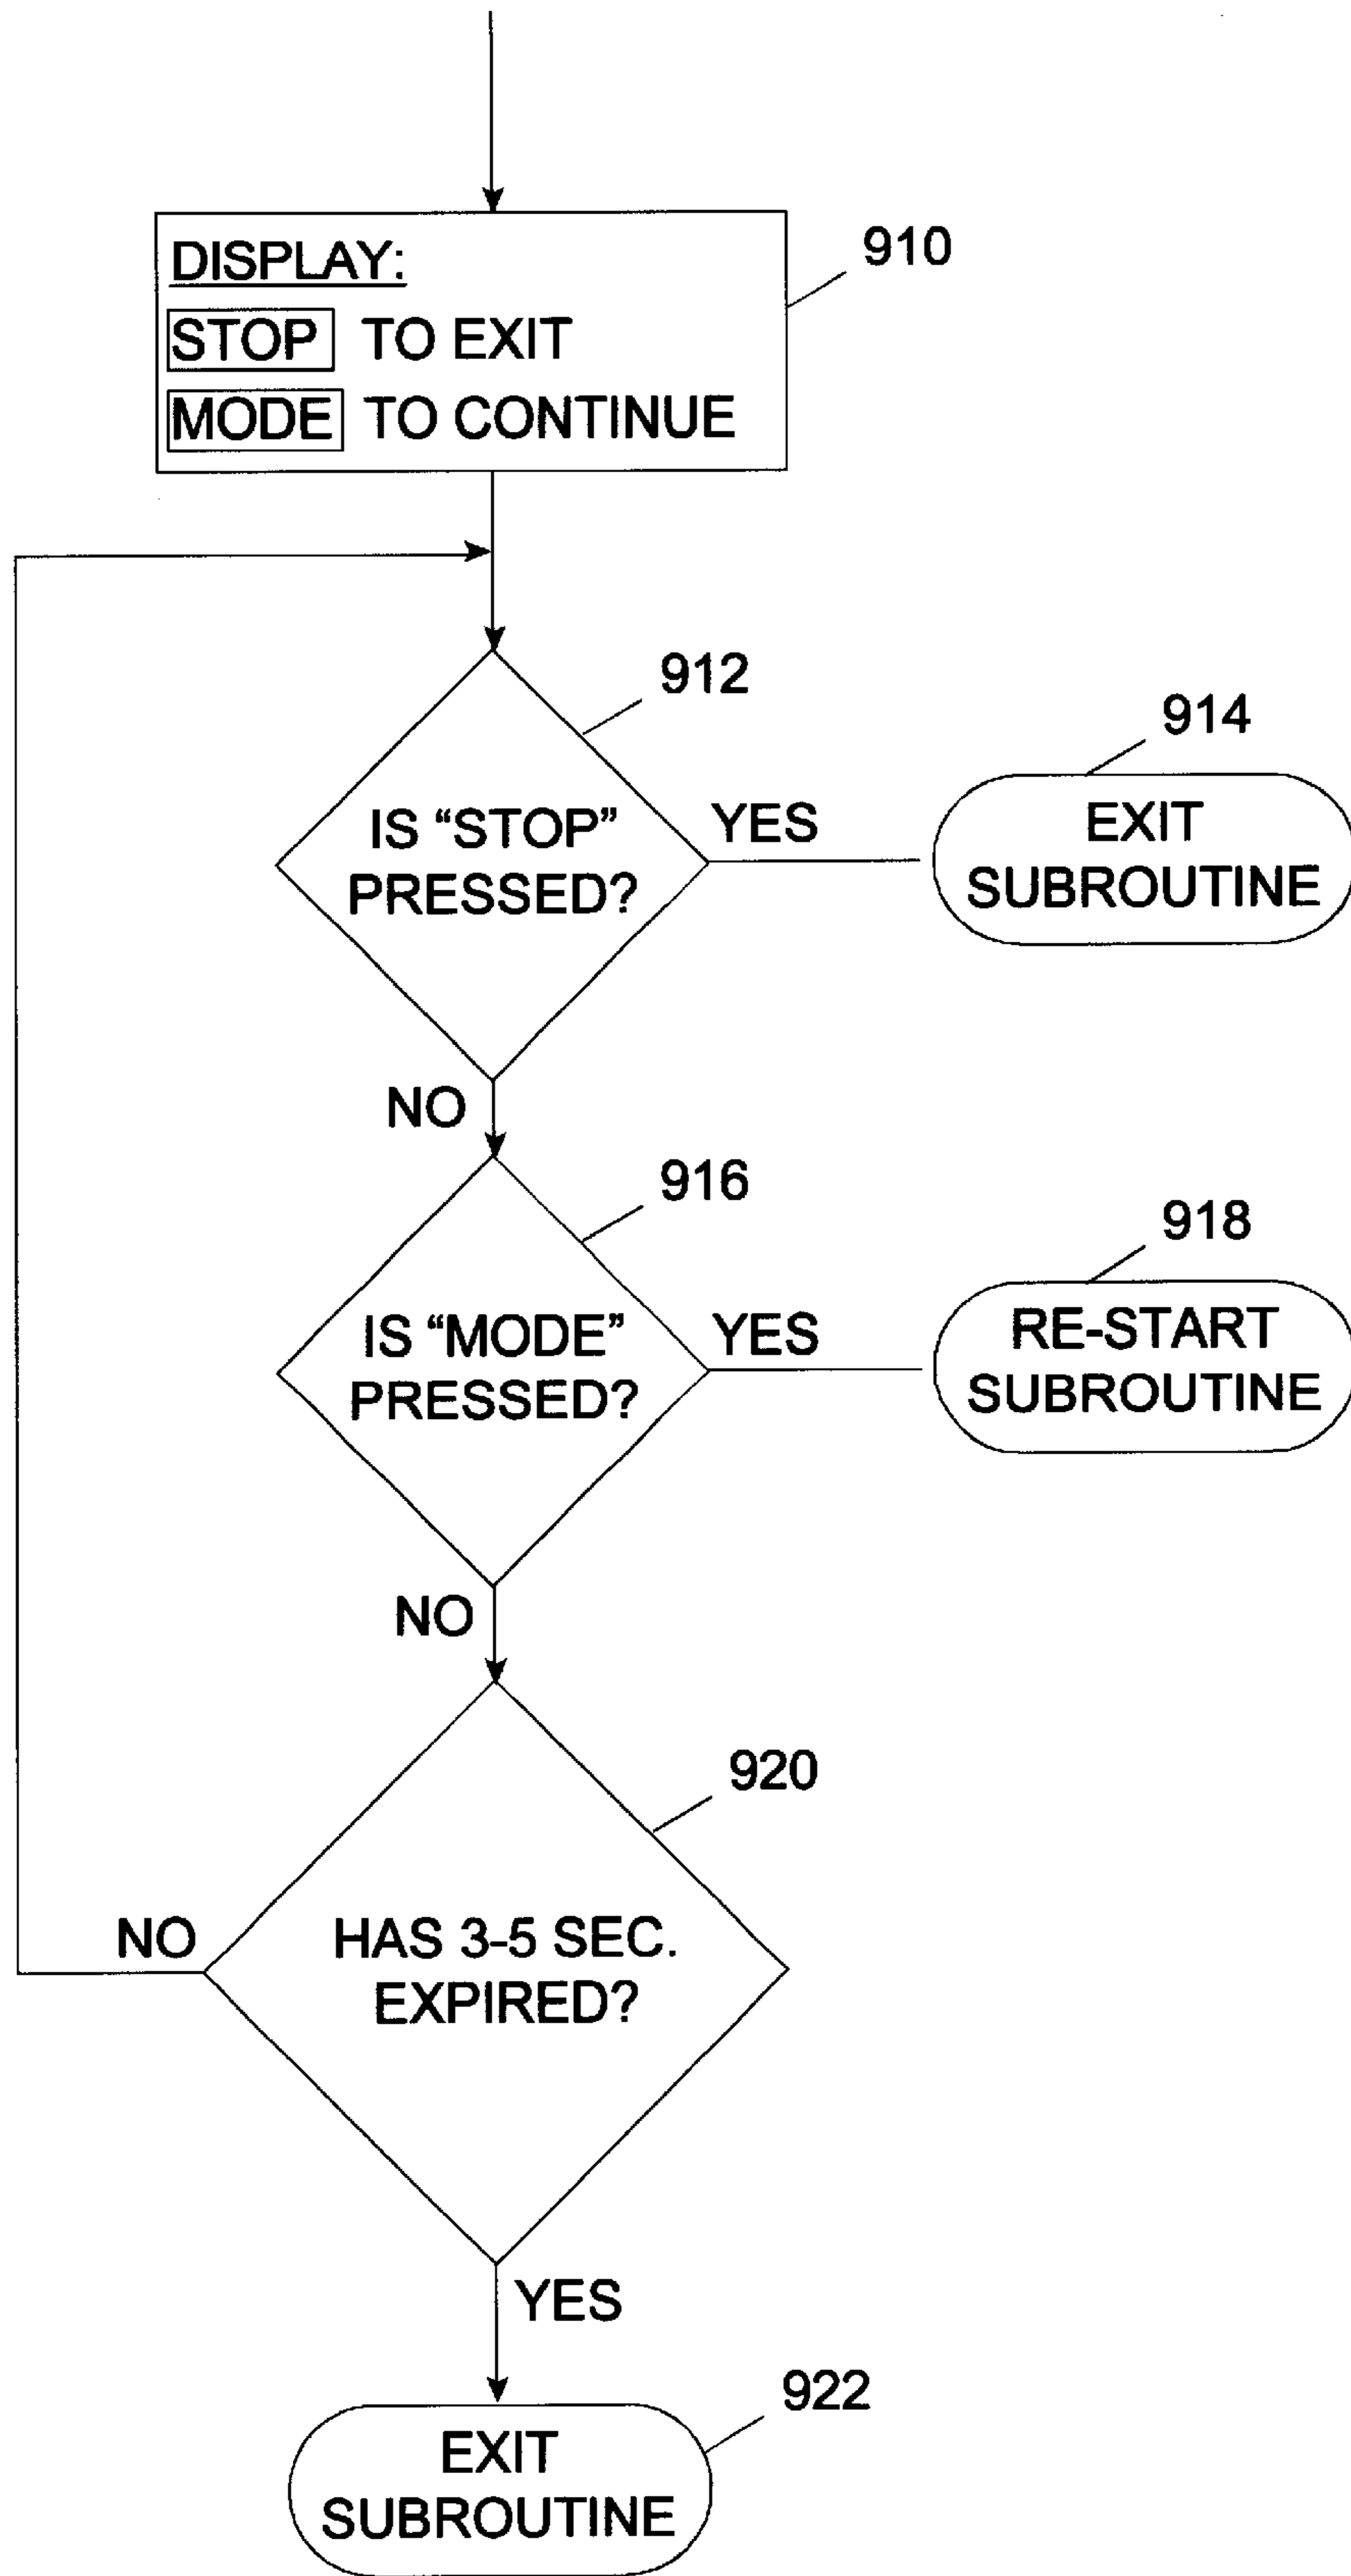 DISPLAY:
STOP TO EXIT
MODE TO CONTINUE
910
912
IS “STOP”
PRESSED?
YES
914
EXIT
SUBROUTINE
NO
916
IS “MODE”
PRESSED?
YES
918
RE-START
SUBROUTINE
NO
920
HAS 3-5 SEC.
EXPIRED?
NO
YES
922
EXIT
SUBROUTINE